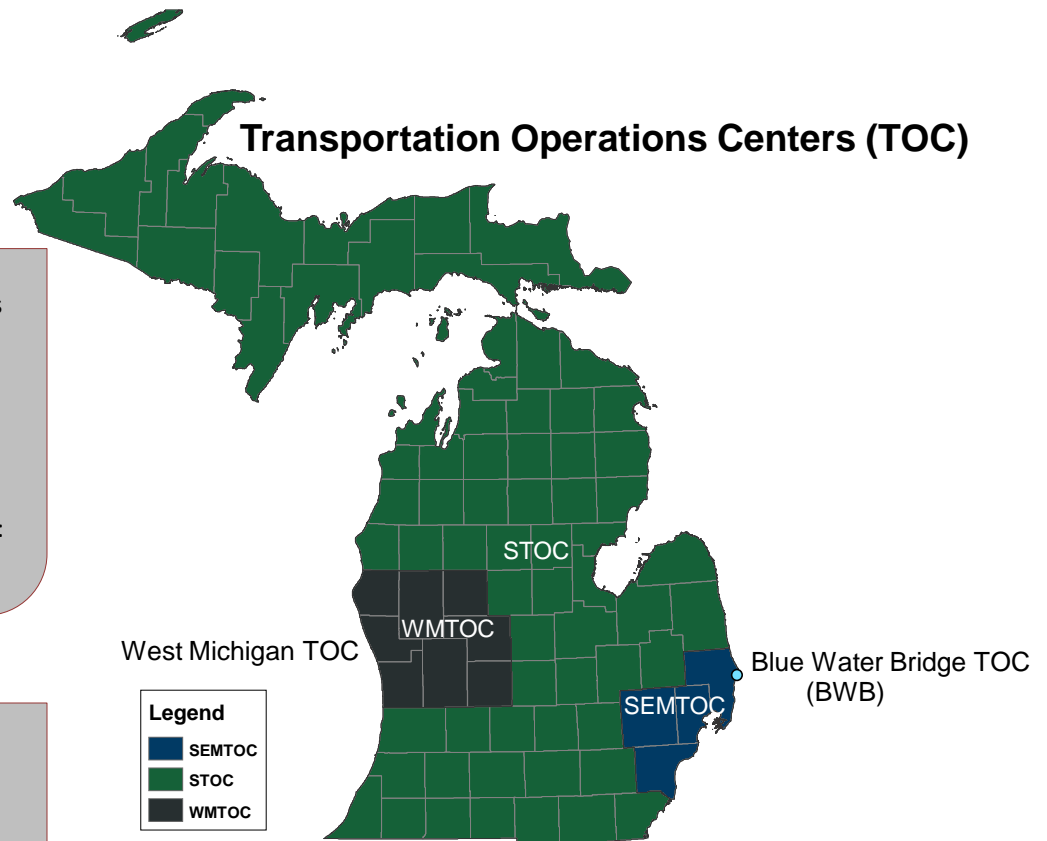 Transportation Operations Centers (TOC)
s
:
STOC
WMTOC
West Michigan TOC
Blue Water Bridge TOC
(BWB)
SEMTOC
Legend
SEMTOC
STOC
WMTOC